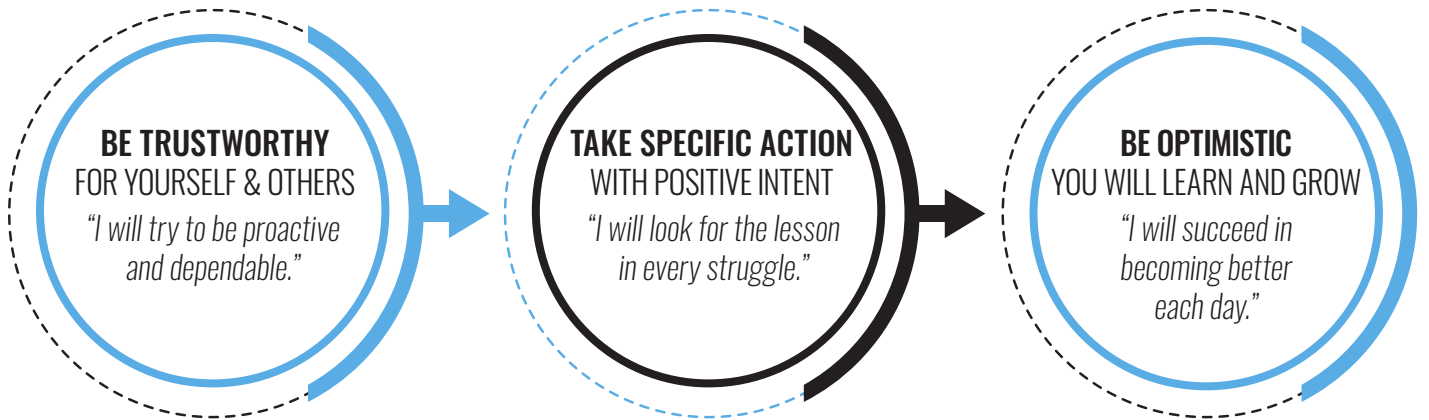 BE TRUSTWORTHY
FOR YOURSELF & OTHERS
“I will try to be proactive
and dependable.”
TAKE SPECIFIC ACTION
WITH POSITIVE INTENT
“I will look for the lesson
in every struggle.”
BE OPTIMISTIC
YOU WILL LEARN AND GROW
“I will succeed in
becoming better
each day.”